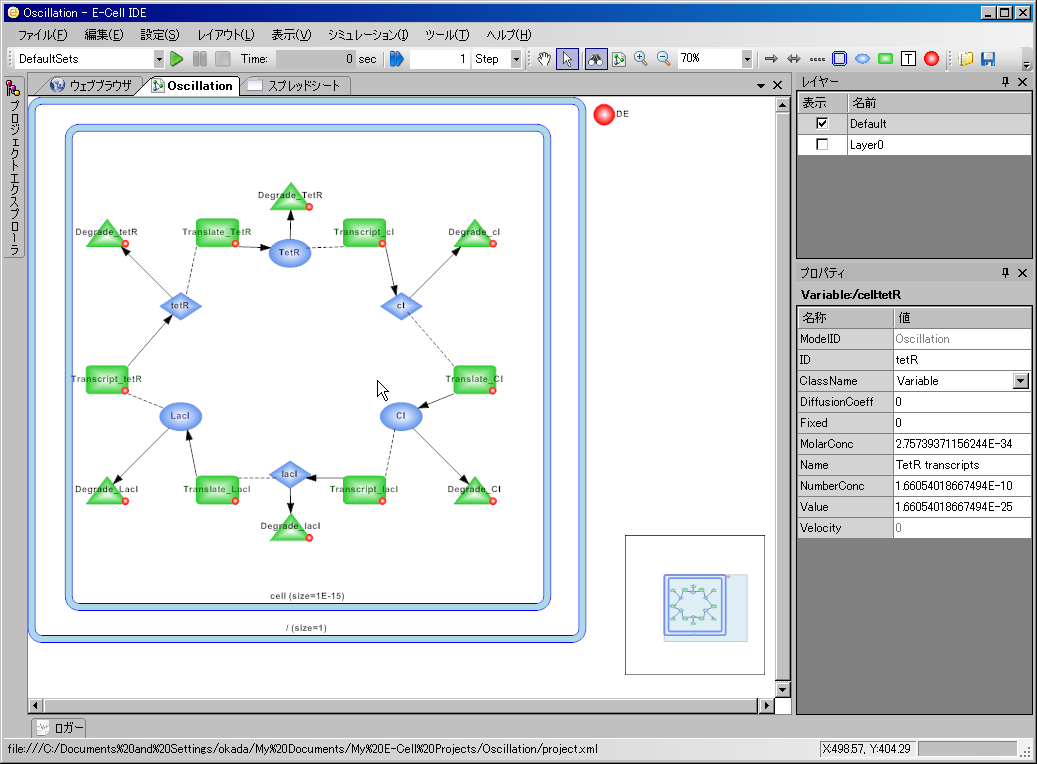 Oscillation - E-Cell IDE
ファイル(F) 編集(E) 設定(S) レイアウト(L) 表示(V) シミュレーション(I) ツール(T) ヘルプ(H)
DefaultSets Time: 0 sec 1 Step 70% T
ウェブブラウザ Oscillation スプレッドシート
プロジェクトエクスプローラ
DE
Degrade_TetR
Degrade_tetR Translate_TetR Transcript_cI Degrade_cI
TetR
tetR cI
Transcript_tetR Translate_CI
LacI CI
lacI
Degrade_LacI Translate_LacI Transcript_lacI Degrade_CI
Degrade_lacI
cell (size=1E-15)
/ (size=1)
レイヤー
表示 名前
Default
Layer0
プロパティ
Variable:/cell:tetR
名称 値
ModelID Oscillation
ID tetR
ClassName Variable
DiffusionCoeff 0
Fixed 0
MolarConc 2.75739371156244E-34
Name TetR transcripts
NumberConc 1.66054018667494E-10
Value 1.66054018667494E-25
Velocity 0
ロガー
file:///C:/Documents%20and%20Settings/okada/My%20Documents/My%20E-Cell%20Projects/Oscillation/project.xml X:498.57, Y:404.29